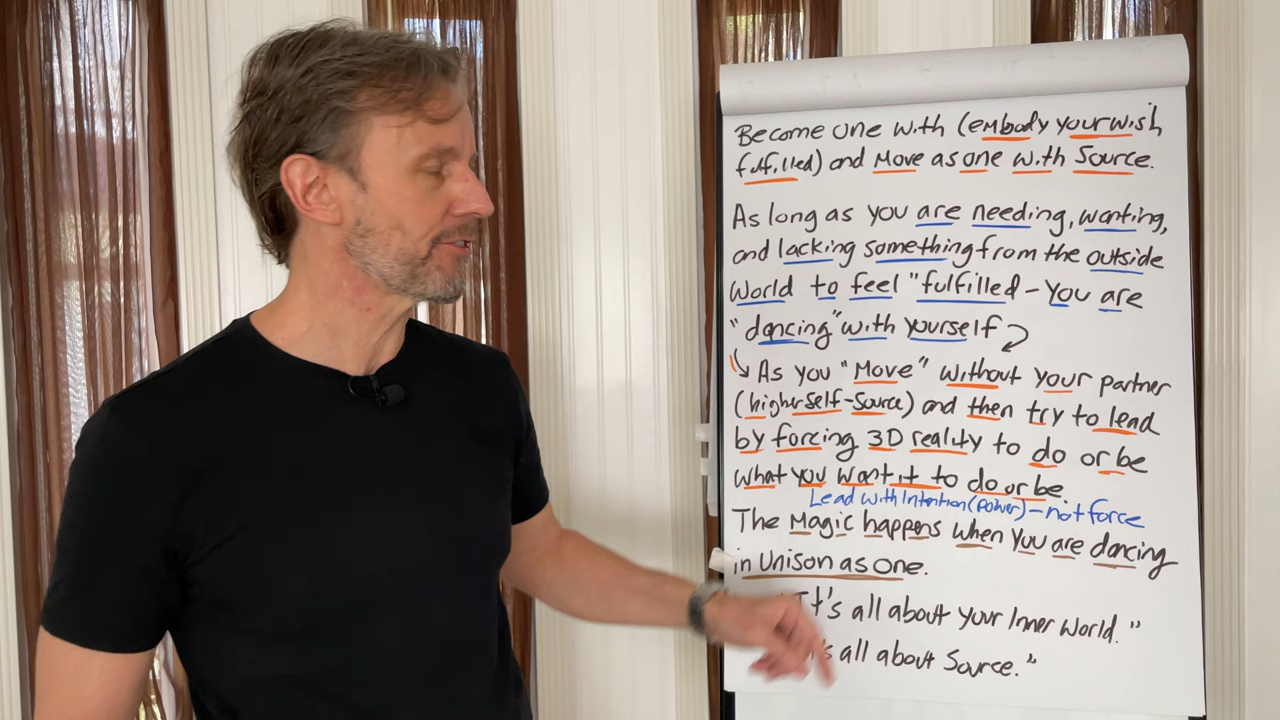 Become one with (embody your wish
fulfilled) and Move as one with Source.
As long as you are needing, wanting,
and lacking something from the outside
World to feel "fulfilled – you are
"dancing" with yourself
As you "Move" without your partner
(higherself-Source) and then try to lead
by forcing 3D reality to do or be
what you want it to do or be.
Lead with Intention (power) – not force
The Magic happens when you are dancing
in Unison as one.
It's all about your Inner World."
all about Source."